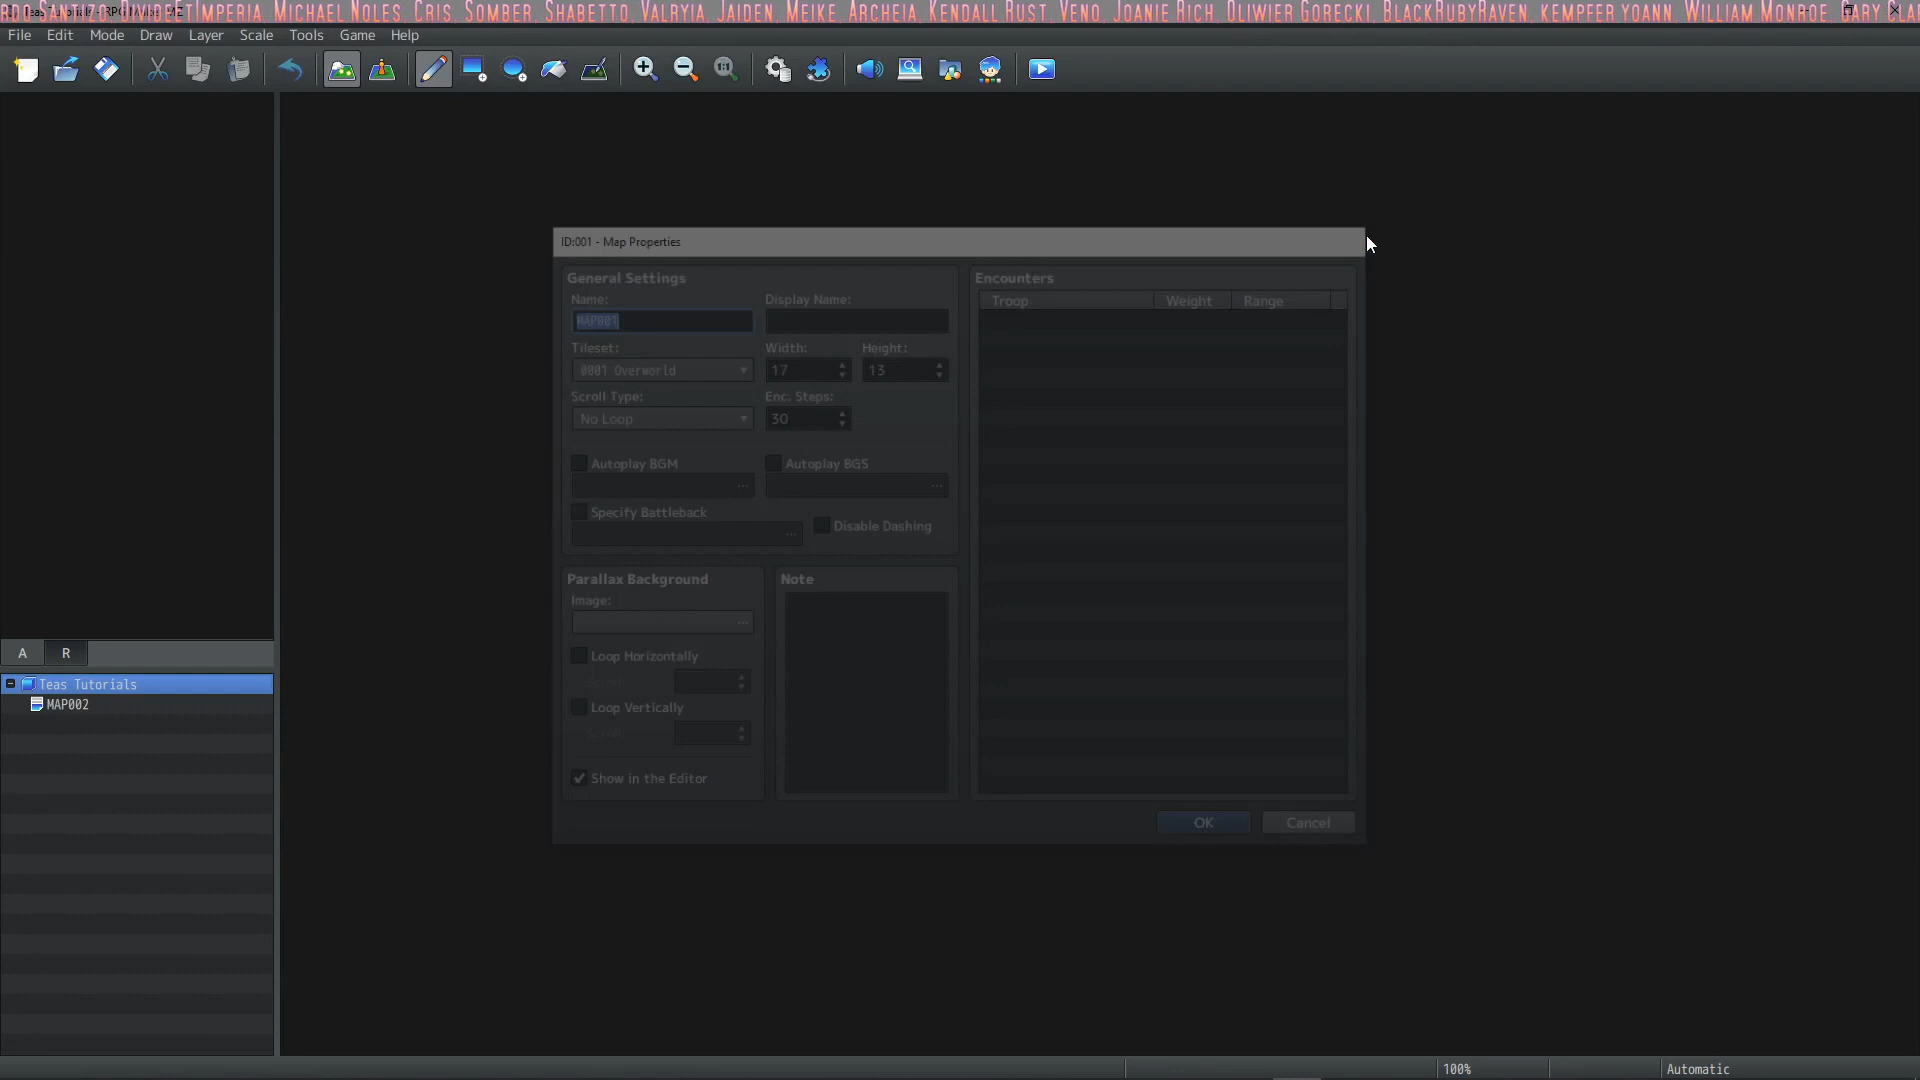 Imperia, Michael Noles, Cris, Somber, Shabetto, Valryia, Jaiden, Meike, Archeia, Kendall Rust, Veno, Joanie Rich, Oliwier Gorecki, BlackRubyRaven, kempfer yoann, William Monroe,
File Edit Mode Draw Layer Scale Tools Game Help
1:1
ID:001 - Map Properties
General Settings
Encounters
Name:
Display Name:
Troop Weight Range
MAP001
Tileset:
Width:
Height:
0001 Overworld
17
13
Scroll Type:
Enc. Steps:
No Loop
30
Autoplay BGM
Autoplay BGS
Specify Battleback
Disable Dashing
Parallax Background
Note
Image:
Loop Horizontally
Scroll:
Loop Vertically
Scroll:
Show in the Editor
OK
Cancel
A R
Teas Tutorials
MAP002
100%
Automatic